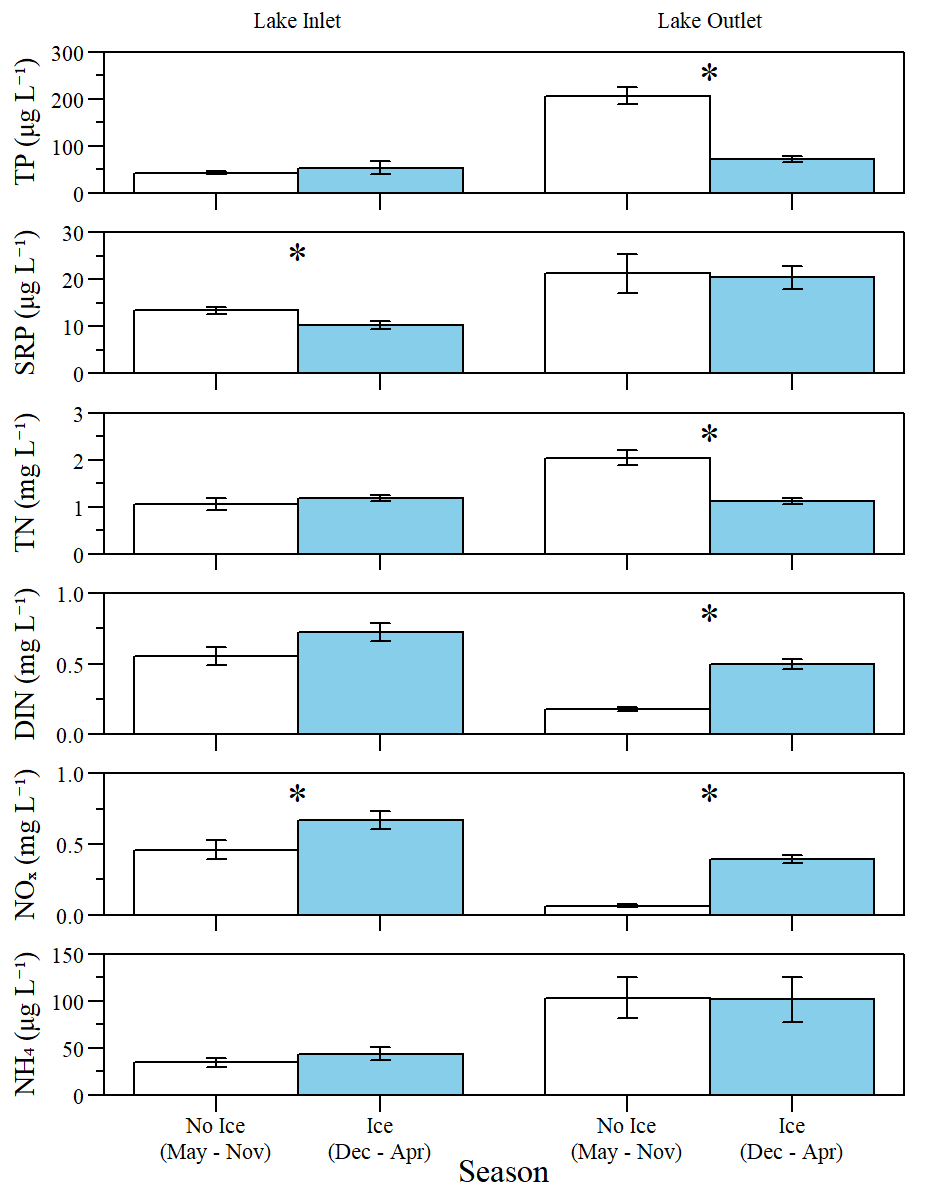 Lake Inlet Lake Outlet
TP (µg L⁻¹)
300
200
100
0
*
SRP (µg L⁻¹)
30
20
10
0
*
TN (mg L⁻¹)
3
2
1
0
*
DIN (mg L⁻¹)
1.0
0.5
0.0
*
NOₓ (mg L⁻¹)
1.0
0.5
0.0
* *
NH₄ (µg L⁻¹)
150
100
50
0
No Ice Ice No Ice Ice
(May - Nov) (Dec - Apr) (May - Nov) (Dec - Apr)
Season